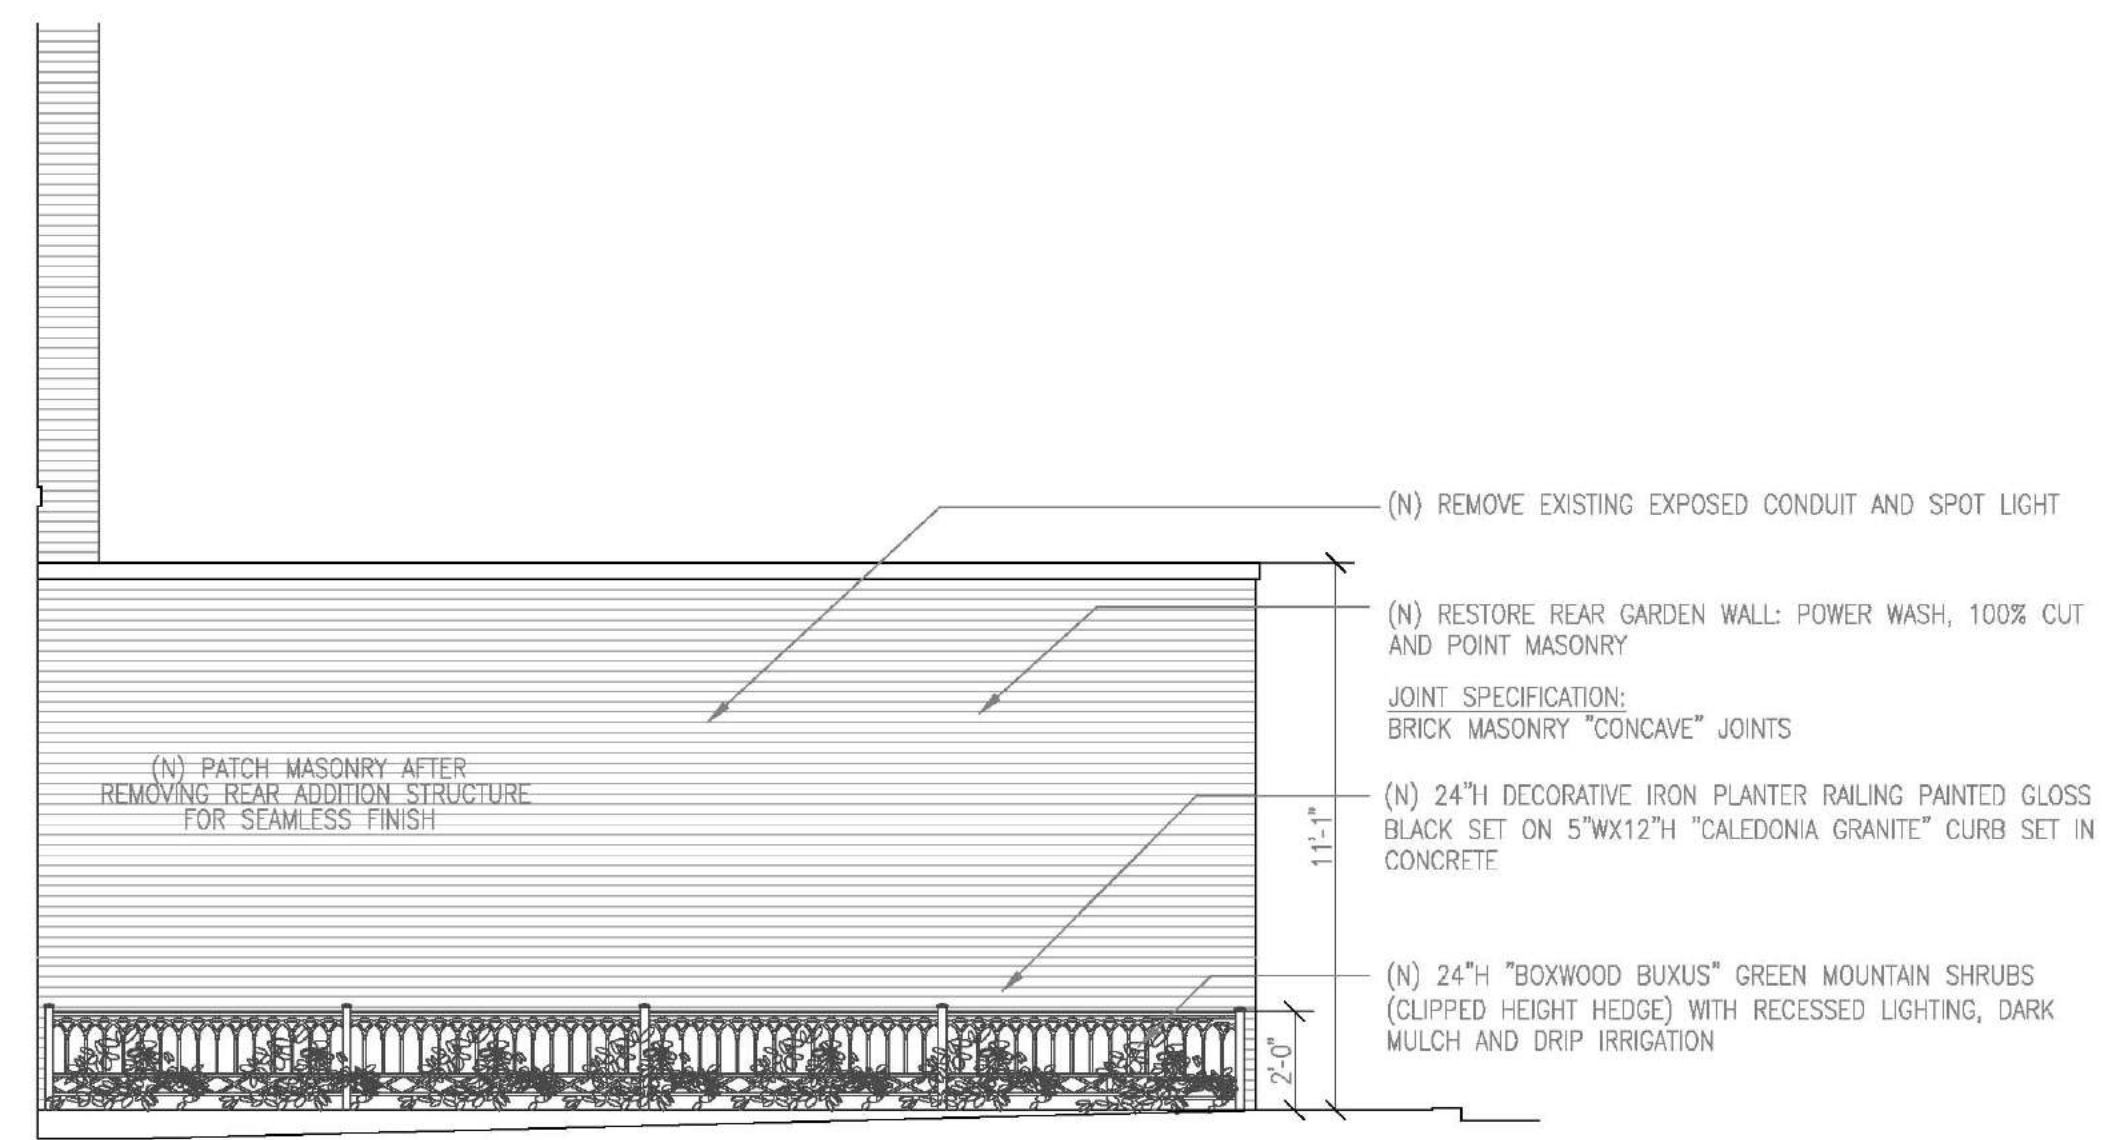 (N) REMOVE EXISTING EXPOSED CONDUIT AND SPOT LIGHT
(N) RESTORE REAR GARDEN WALL: POWER WASH, 100% CUT
AND POINT MASONRY
JOINT SPECIFICATION:
BRICK MASONRY "CONCAVE" JOINTS
(N) PATCH MASONRY AFTER
REMOVING REAR ADDITION STRUCTURE
FOR SEAMLESS FINISH
(N) 24"H DECORATIVE IRON PLANTER RAILING PAINTED GLOSS
BLACK SET ON 5"WX12"H "CALEDONIA GRANITE" CURB SET IN
CONCRETE
11'-1"
(N) 24"H "BOXWOOD BUXUS" GREEN MOUNTAIN SHRUBS
(CLIPPED HEIGHT HEDGE) WITH RECESSED LIGHTING, DARK
MULCH AND DRIP IRRIGATION
2'-0"